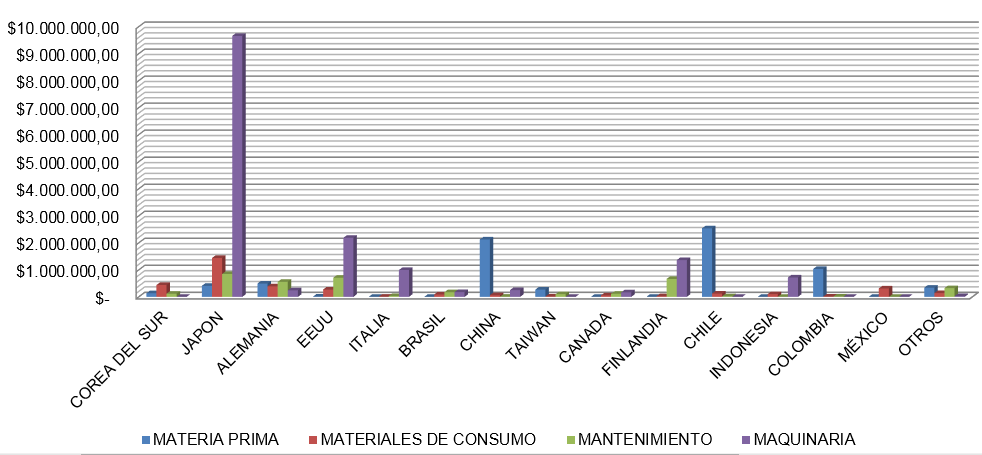 $10.000.000,00
$9.000.000,00
$8.000.000,00
$7.000.000,00
$6.000.000,00
$5.000.000,00
$4.000.000,00
$3.000.000,00
$2.000.000,00
$1.000.000,00
$-
COREA DEL SUR
JAPON
ALEMANIA
EEUU
ITALIA
BRASIL
CHINA
TAIWAN
CANADA
FINLANDIA
CHILE
INDONESIA
COLOMBIA
MÉXICO
OTROS
MATERIA PRIMA MATERIALES DE CONSUMO MANTENIMIENTO MAQUINARIA